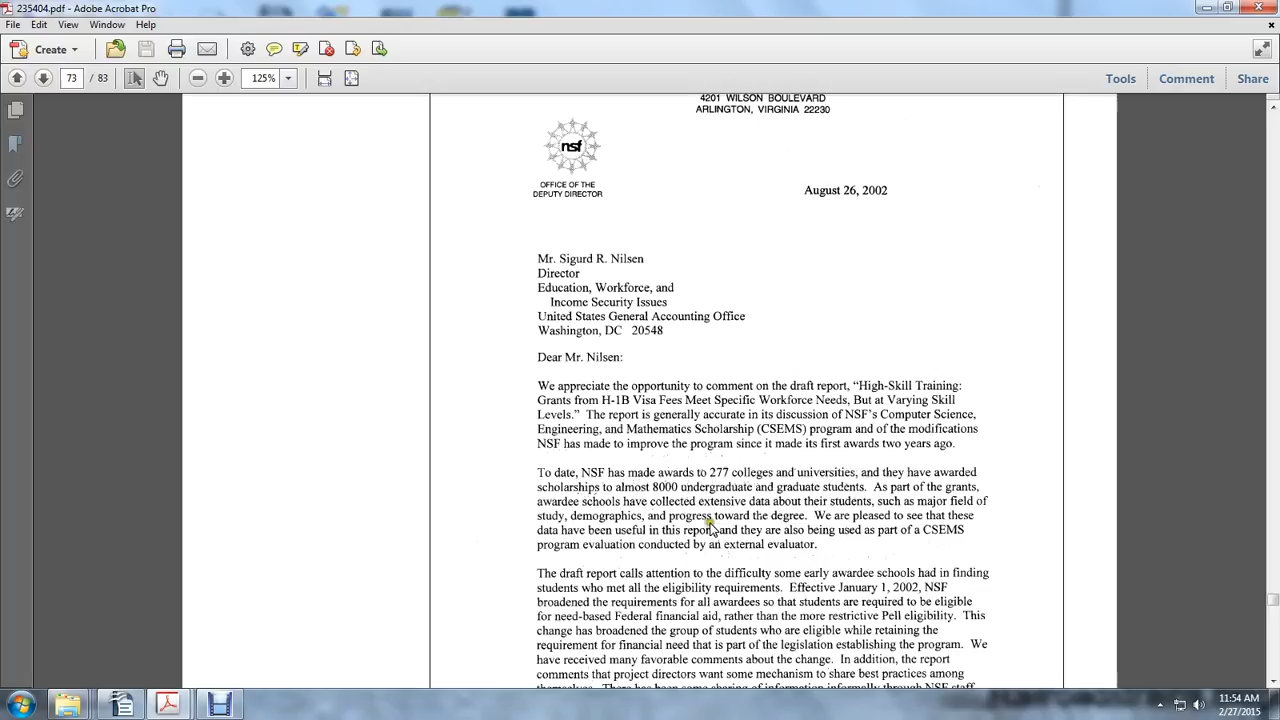 235404.pdf - Adobe Acrobat Pro
File Edit View Window Help
Create
73 / 83 125% Tools Comment Share
4201 WILSON BOULEVARD
ARLINGTON, VIRGINIA 22230
nsf
OFFICE OF THE
DEPUTY DIRECTOR
August 26, 2002
Mr. Sigurd R. Nilsen
Director
Education, Workforce, and
Income Security Issues
United States General Accounting Office
Washington, DC 20548
Dear Mr. Nilsen:
We appreciate the opportunity to comment on the draft report, “High-Skill Training:
Grants from H-1B Visa Fees Meet Specific Workforce Needs, But at Varying Skill
Levels.” The report is generally accurate in its discussion of NSF’s Computer Science,
Engineering, and Mathematics Scholarship (CSEMS) program and of the modifications
NSF has made to improve the program since it made its first awards two years ago.
To date, NSF has made awards to 277 colleges and universities, and they have awarded
scholarships to almost 8000 undergraduate and graduate students. As part of the grants,
awardee schools have collected extensive data about their students, such as major field of
study, demographics, and progress toward the degree. We are pleased to see that these
data have been useful in this report and they are also being used as part of a CSEMS
program evaluation conducted by an external evaluator.
The draft report calls attention to the difficulty some early awardee schools had in finding
students who met all the eligibility requirements. Effective January 1, 2002, NSF
broadened the requirements for all awardees so that students are required to be eligible
for need-based Federal financial aid, rather than the more restrictive Pell eligibility. This
change has broadened the group of students who are eligible while retaining the
requirement for financial need that is part of the legislation establishing the program. We
have received many favorable comments about the change. In addition, the report
comments that project directors want some mechanism to share best practices among
themselves. There has been some sharing of information informally through NSF staff
11:54 AM
2/27/2015